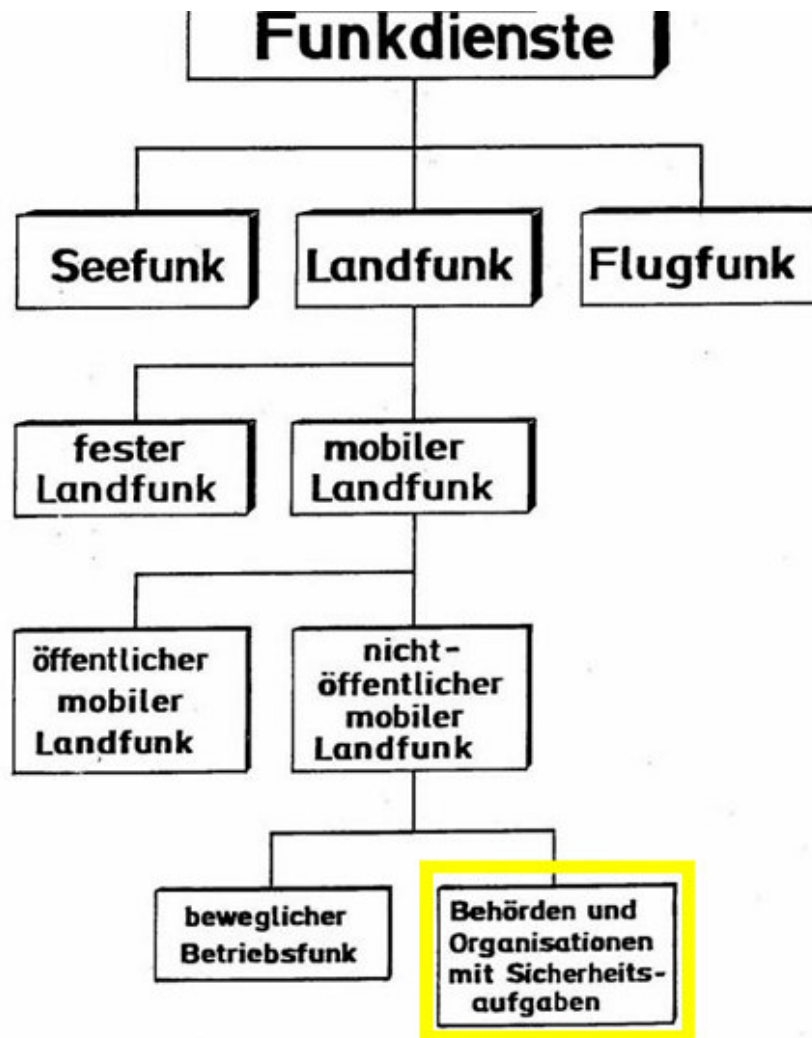 Funkdienste
Seefunk
Landfunk
Flugfunk
fester
Landfunk
mobiler
Landfunk
öffentlicher
mobiler
Landfunk
nicht-
öffentlicher
mobiler
Landfunk
beweglicher
Betriebsfunk
Behörden und
Organisationen
mit Sicherheits-
aufgaben